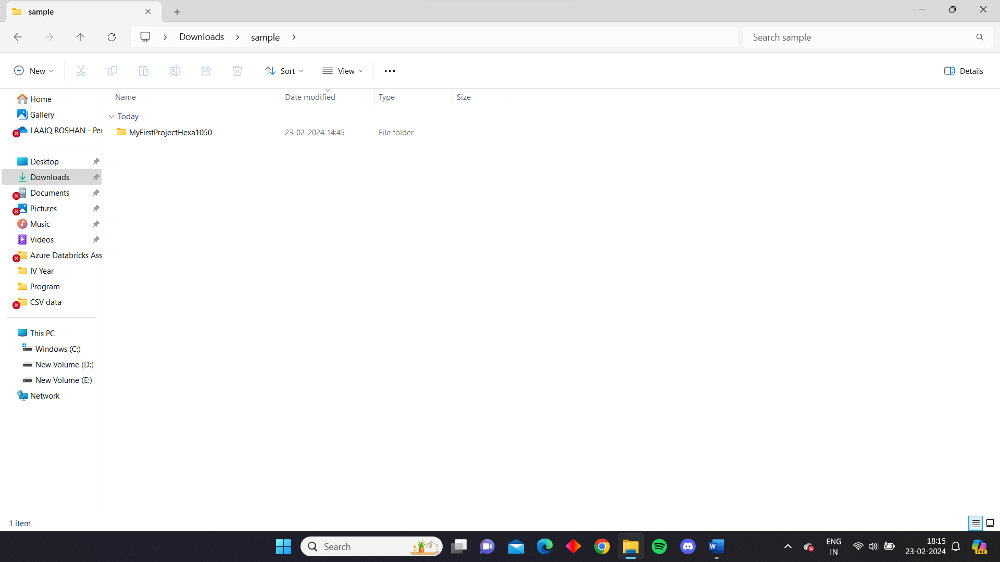 sample
Downloads
sample
Search sample
New
Sort
View
Details
Home
Gallery
LAAIQ ROSHAN - Per
Desktop
Downloads
Documents
Pictures
Music
Videos
Azure Databricks Ass
IV Year
Program
CSV data
This PC
Windows (C:)
New Volume (D:)
New Volume (E:)
Network
Name Date modified Type Size
Today
MyFirstProjectHexa1050 23-02-2024 14:45 File folder
1 item
Search
W
PRE
ENG
IN
18:15
23-02-2024